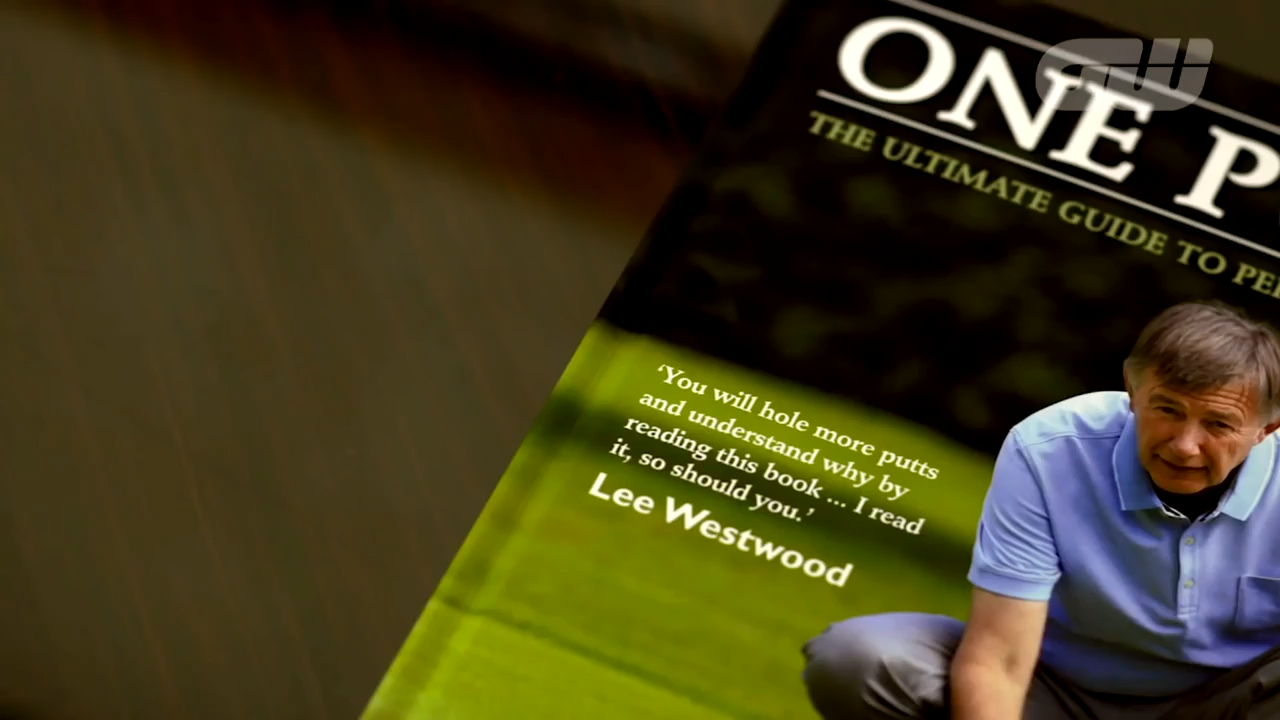 ONE P
THE ULTIMATE GUIDE TO PE
'You will hole more putts
and understand why by
reading this book ... I read
it, so should you.'
Lee Westwood
GW